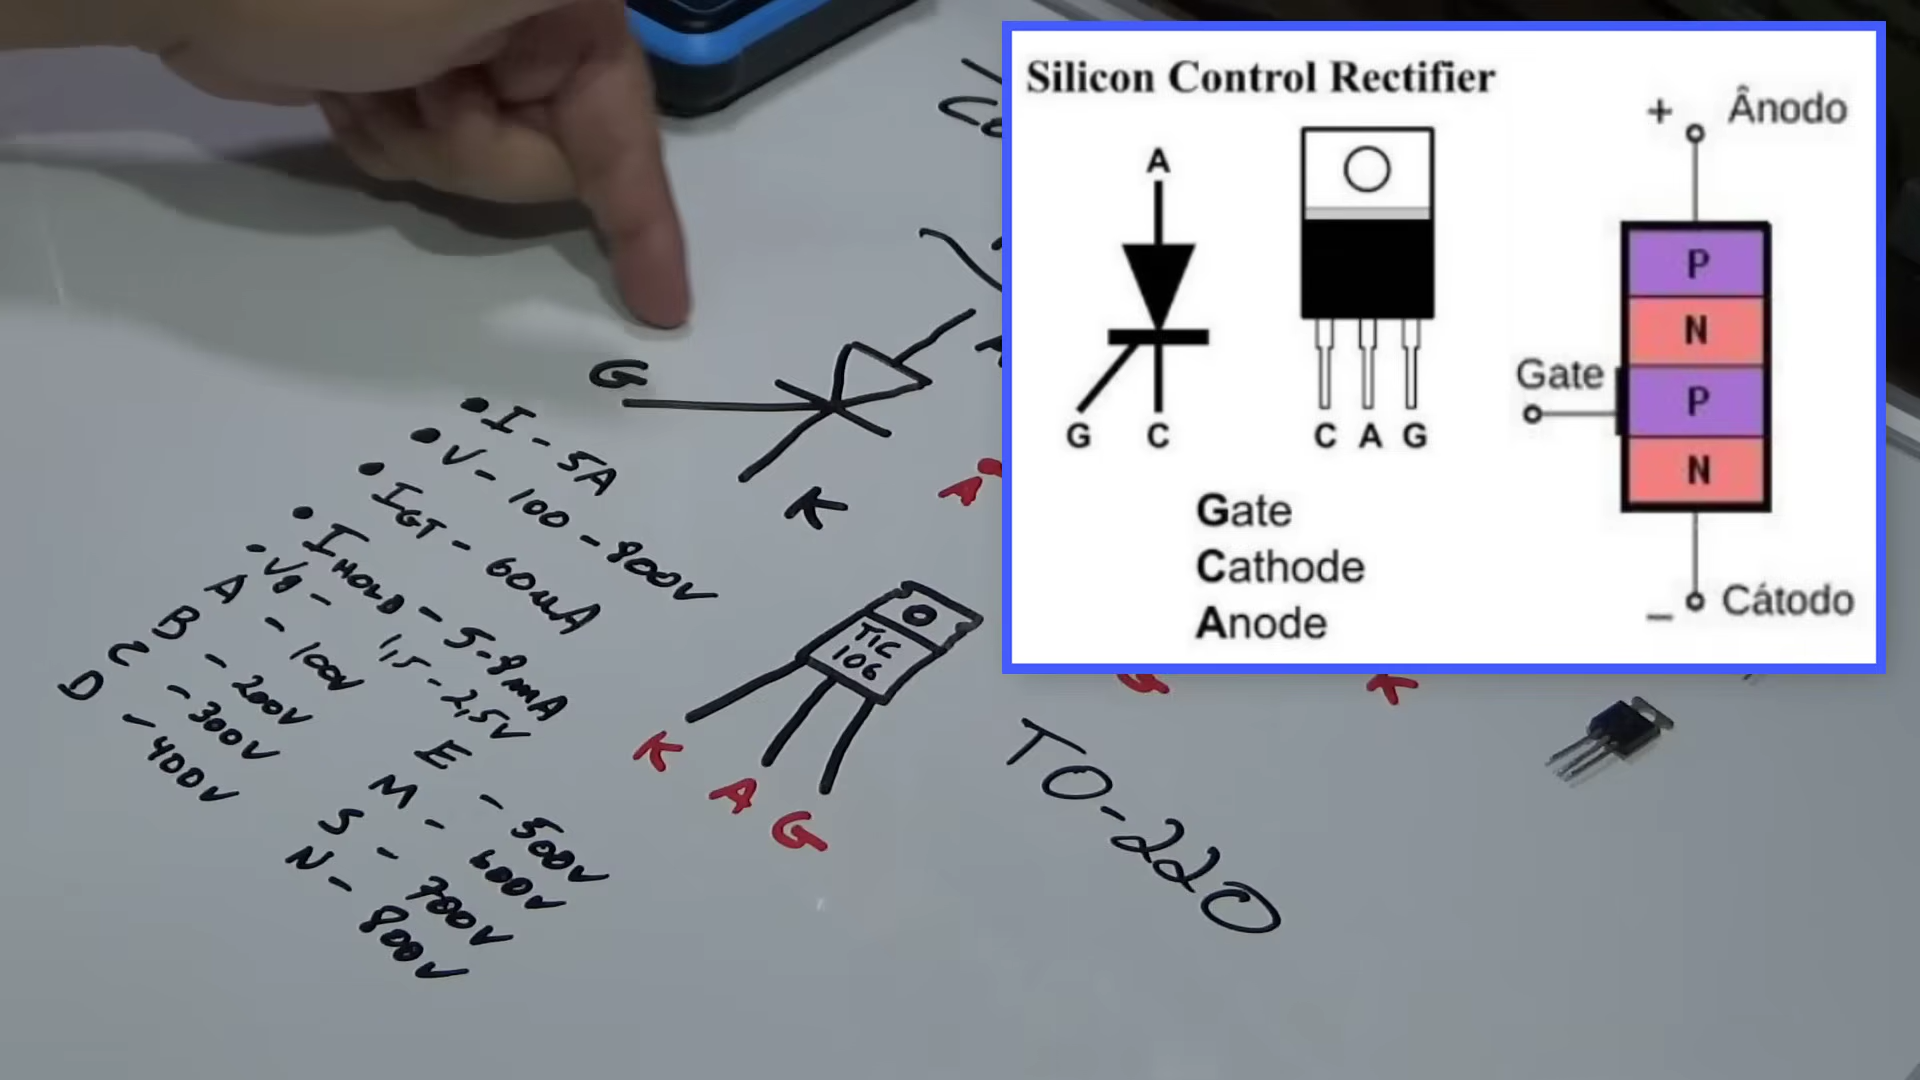 Silicon Control Rectifier
A
G C
C A G
Gate
Cathode
Anode
+ Ânodo
P
N
Gate
P
N
– Cátodo
G
K
A
• I - 5A
• V - 100 - 800V
• IGT - 60uA
• IHOLD - 5-8mA
• Vg - 1,5 - 2,5V
A - 100V
B - 200V
C - 300V
D - 400V
E - 500V
M - 600V
S - 700V
N - 800V
TIC
106
K A G
TO-220
G
K